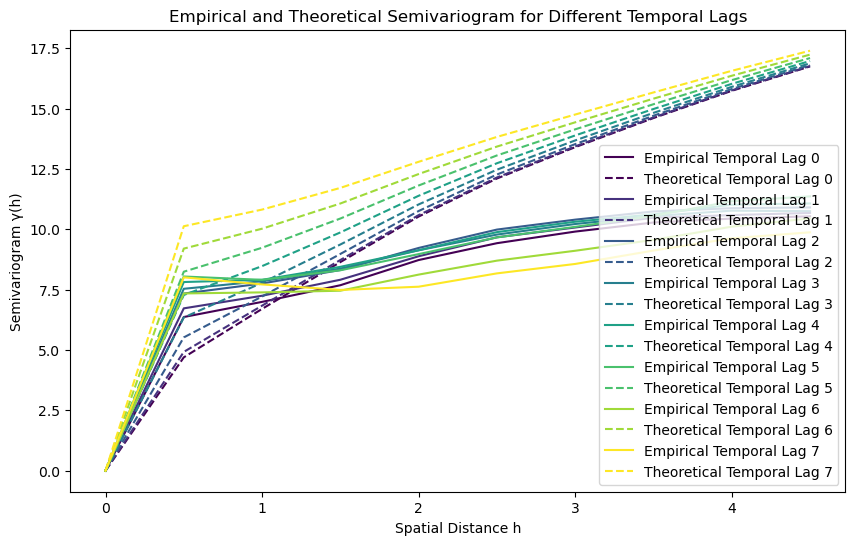 Empirical and Theoretical Semivariogram for Different Temporal Lags
Semivariogram γ(h)
17.5
15.0
12.5
10.0
7.5
5.0
2.5
0.0
Empirical Temporal Lag 0
Theoretical Temporal Lag 0
Empirical Temporal Lag 1
Theoretical Temporal Lag 1
Empirical Temporal Lag 2
Theoretical Temporal Lag 2
Empirical Temporal Lag 3
Theoretical Temporal Lag 3
Empirical Temporal Lag 4
Theoretical Temporal Lag 4
Empirical Temporal Lag 5
Theoretical Temporal Lag 5
Empirical Temporal Lag 6
Theoretical Temporal Lag 6
Empirical Temporal Lag 7
Theoretical Temporal Lag 7
0 1 2 3 4
Spatial Distance h